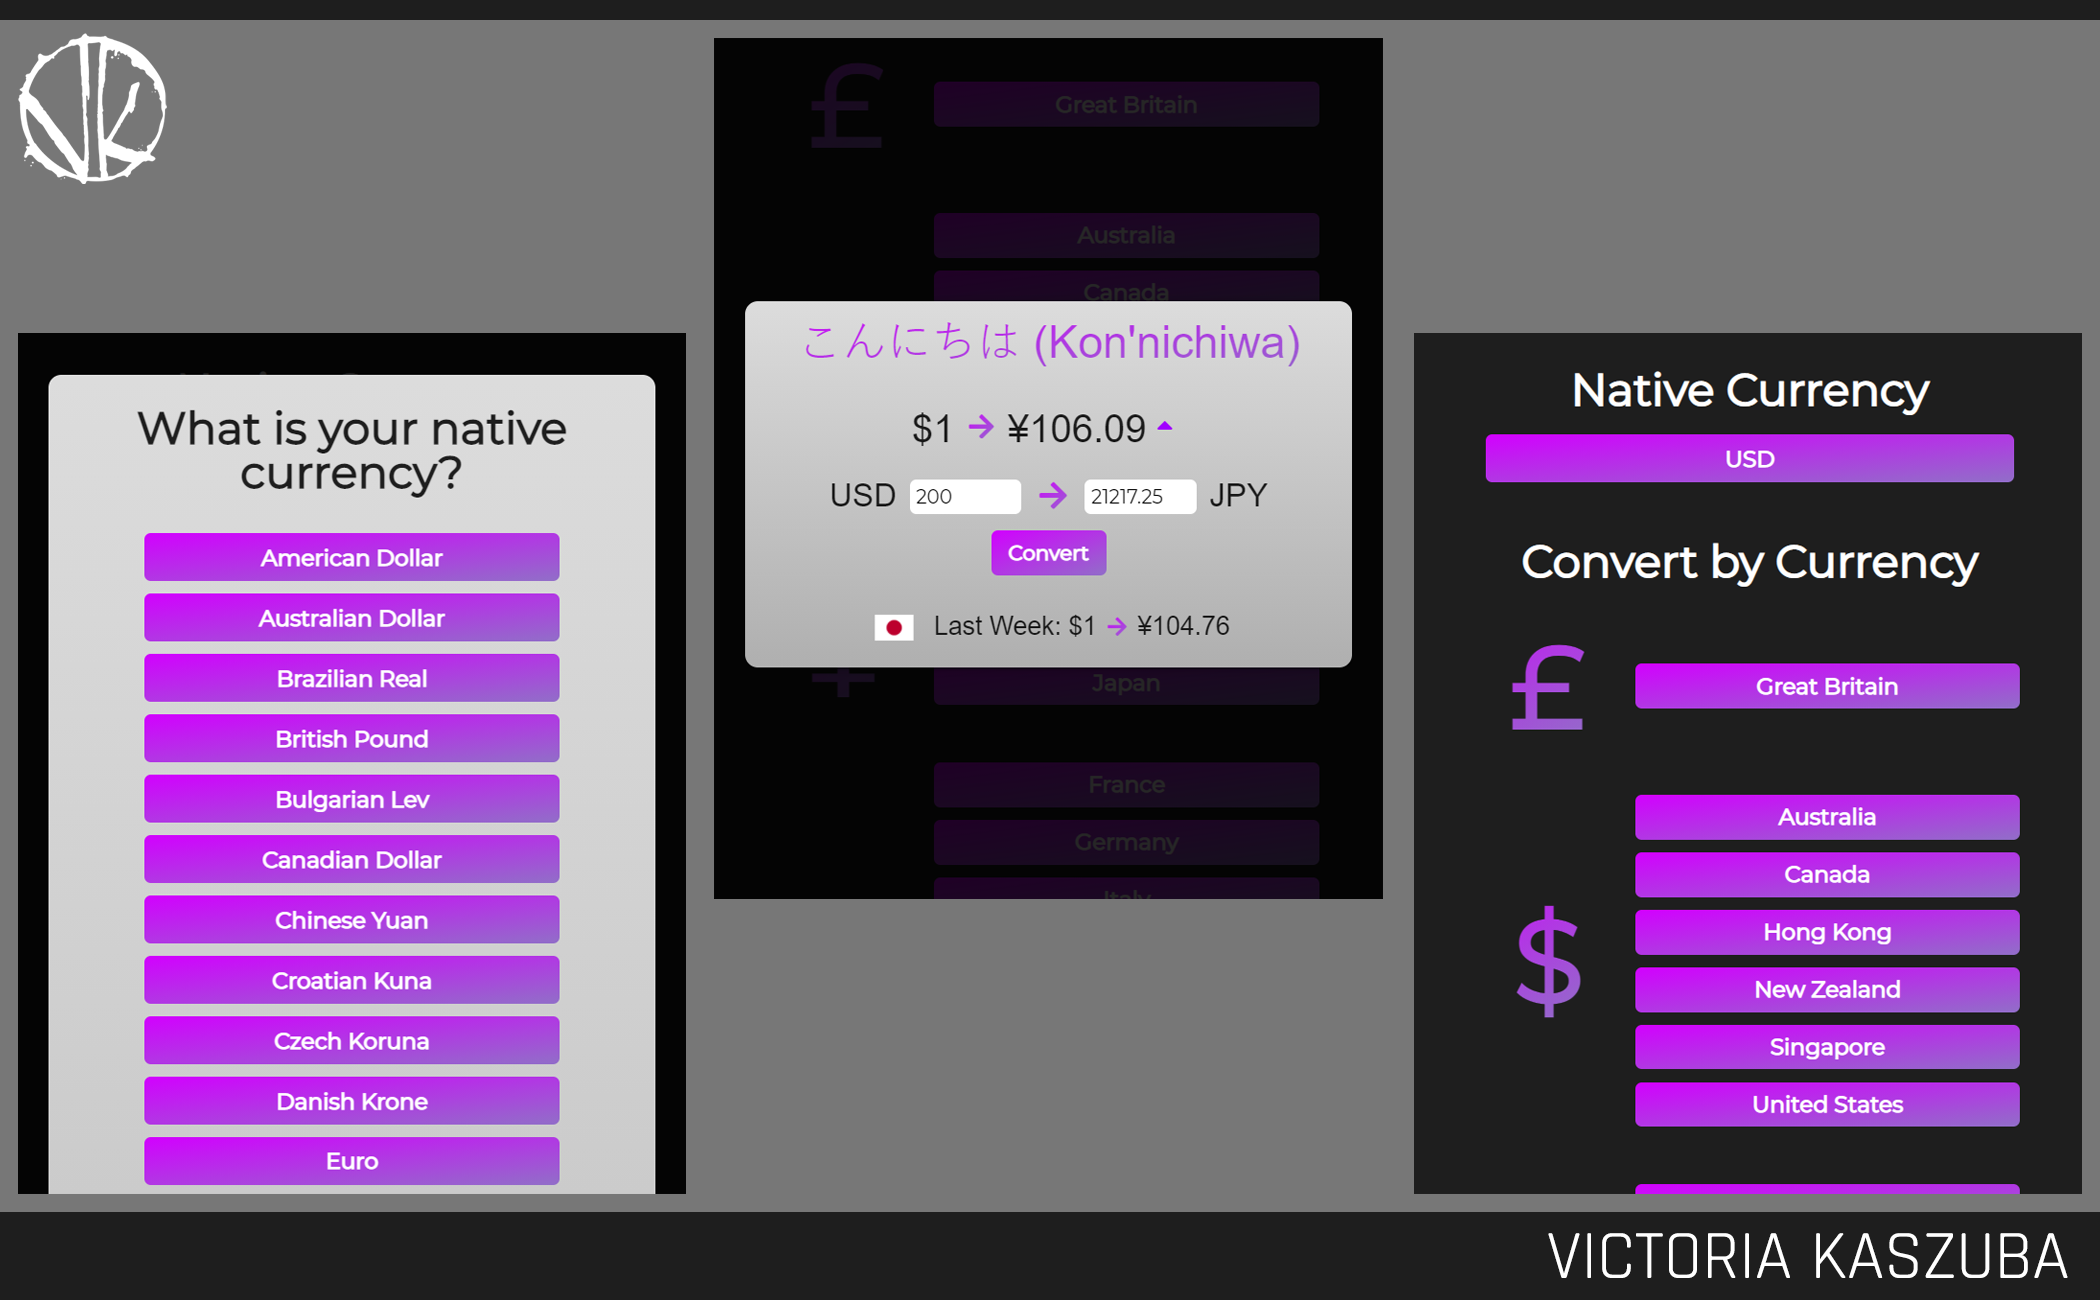 VK
What is your native
currency?
American Dollar
Australian Dollar
Brazilian Real
British Pound
Bulgarian Lev
Canadian Dollar
Chinese Yuan
Croatian Kuna
Czech Koruna
Danish Krone
Euro
£
Great Britain
Australia
Canada
こんにちは (Kon'nichiwa)
$1 → ¥106.09
USD 200 → 21217.25 JPY
Convert
Last Week: $1 → ¥104.76
Japan
France
Germany
Italy
Native Currency
USD
Convert by Currency
£
Great Britain
Australia
Canada
Hong Kong
$
New Zealand
Singapore
United States
VICTORIA KASZUBA